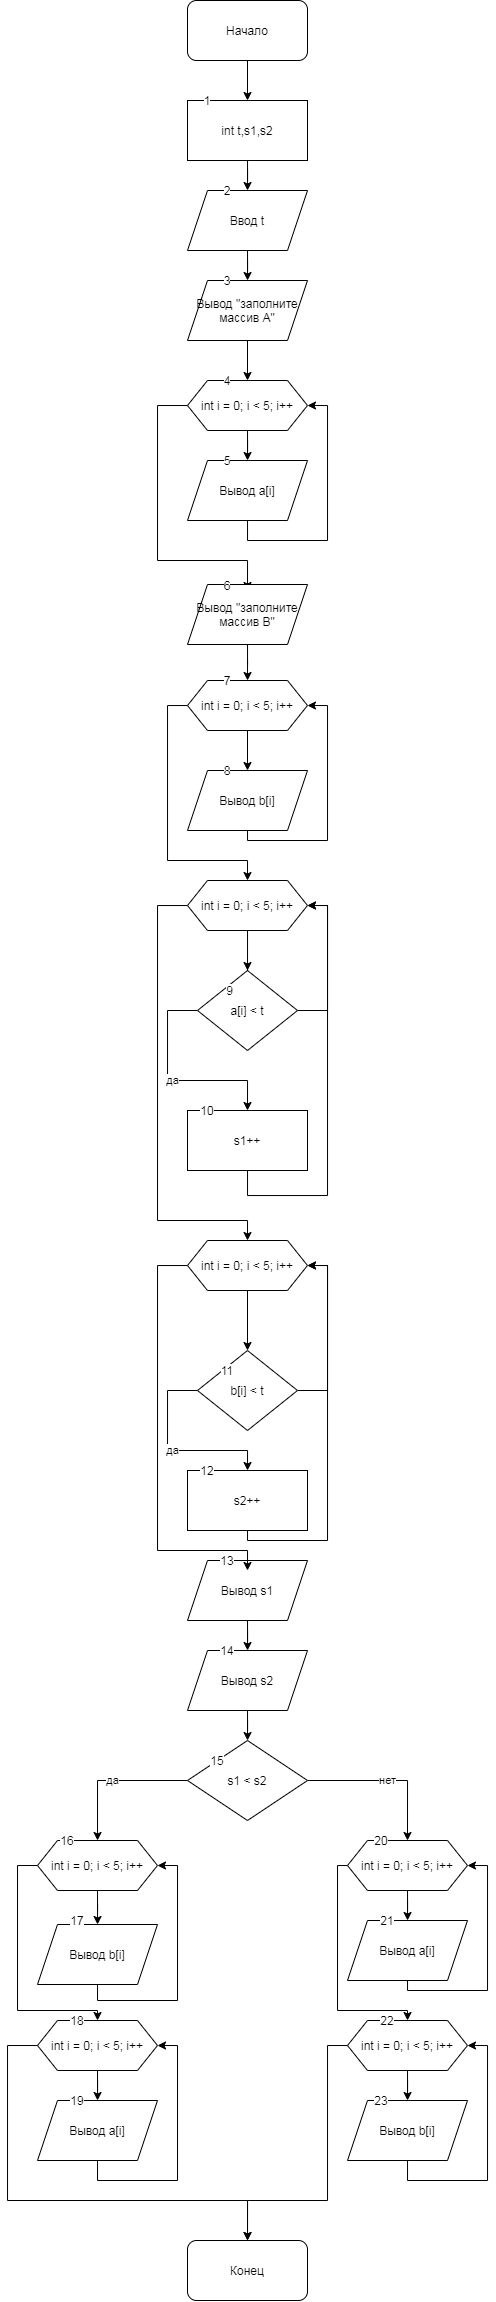 Начало
1
int t,s1,s2
2
Ввод t
3
Вывод "заполните
массив А"
4
int i = 0; i < 5; i++
5
Вывод a[i]
6
Вывод "заполните
массив В"
7
int i = 0; i < 5; i++
8
Вывод b[i]
int i = 0; i < 5; i++
9
a[i] < t
да
10
s1++
int i = 0; i < 5; i++
11
b[i] < t
да
12
s2++
13
Вывод s1
14
Вывод s2
15
s1 < s2
да
нет
16
int i = 0; i < 5; i++
20
int i = 0; i < 5; i++
17
Вывод b[i]
21
Вывод a[i]
18
int i = 0; i < 5; i++
22
int i = 0; i < 5; i++
19
Вывод a[i]
23
Вывод b[i]
Конец